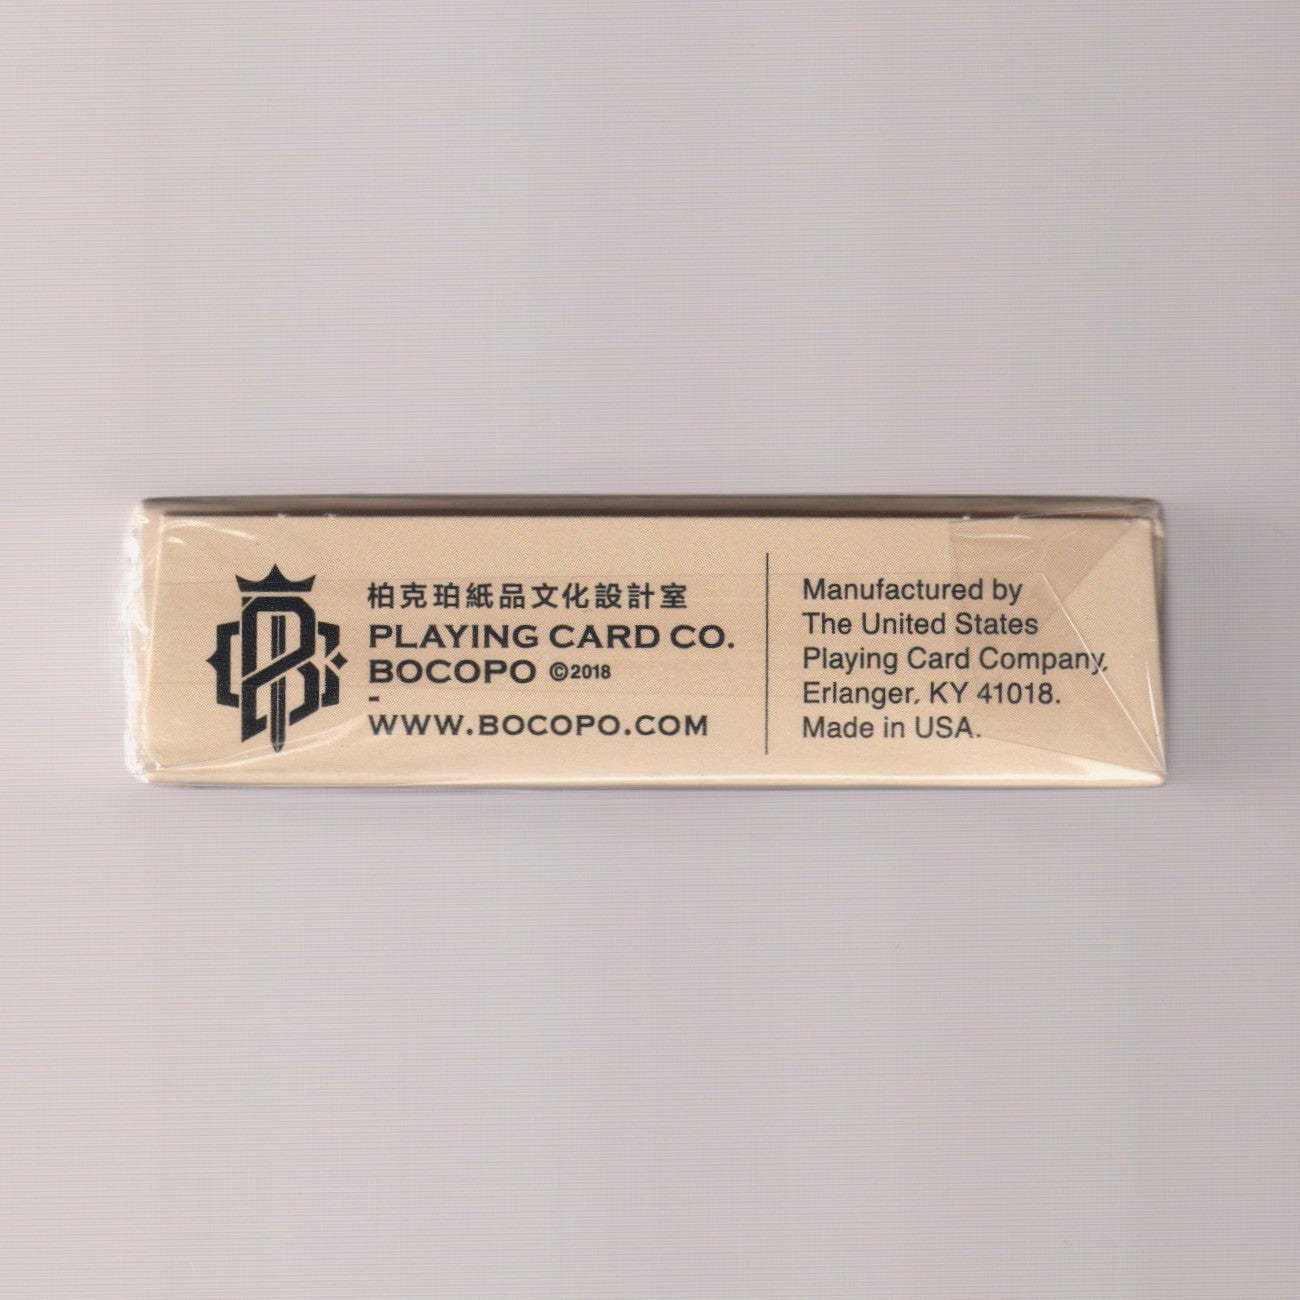 柏克珀紙品文化設計室
PLAYING CARD CO.
BOCOPO ©2018
-
WWW.BOCOPO.COM
Manufactured by
The United States
Playing Card Company,
Erlanger, KY 41018.
Made in USA.